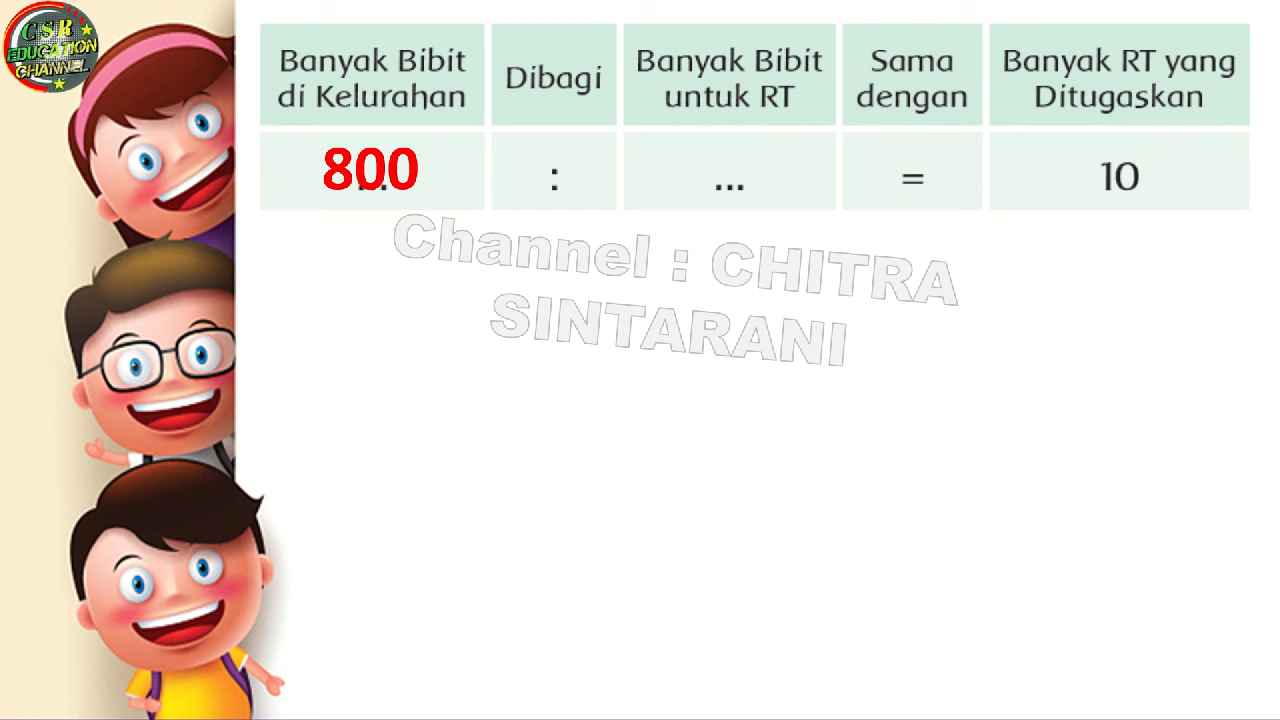 CSR
EDUCATION
CHANNEL
Banyak Bibit
di Kelurahan
Dibagi
Banyak Bibit
untuk RT
Sama
dengan
Banyak RT yang
Ditugaskan
800
:
...
=
10
Channel : CHITRA
SINTARANI